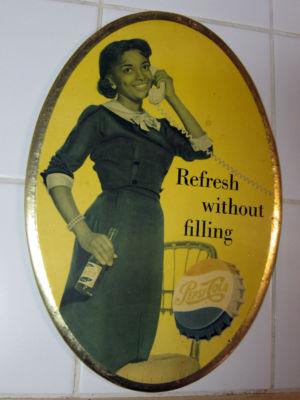 Refresh
without
filling
PEPSI-COLA